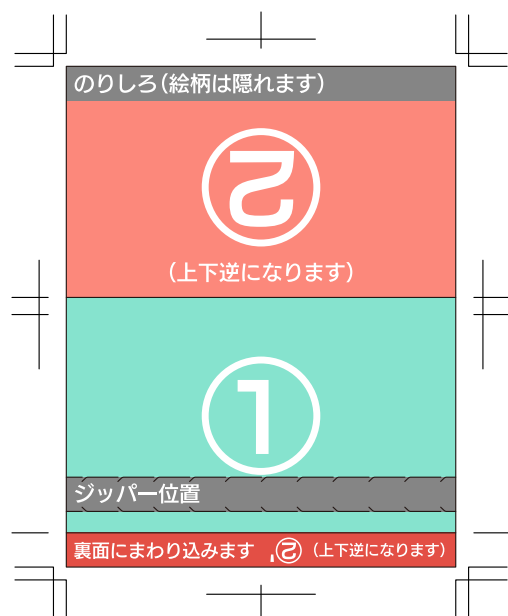 のりしろ（絵柄は隠れます）
②
（上下逆になります）
①
ジッパー位置
裏面にまわり込みます ② （上下逆になります）